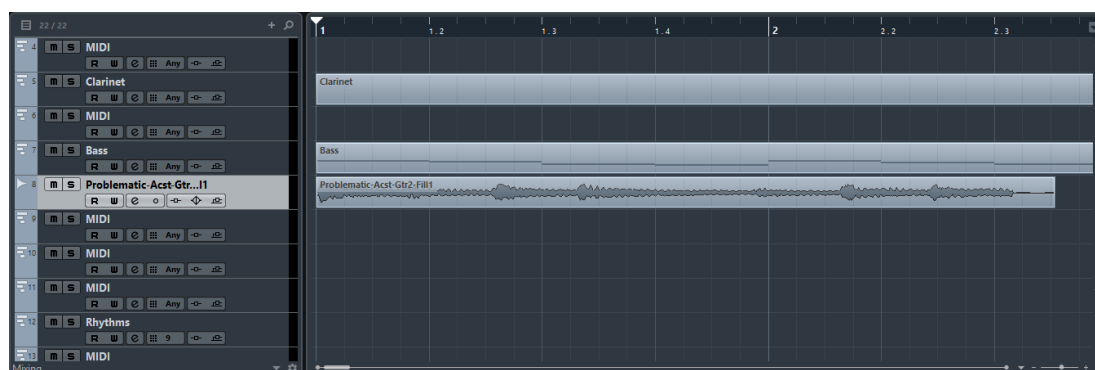 22 / 22
1 1.2 1.3 1.4 2 2.2 2.3
4 m S MIDI
R W e Any
5 m S Clarinet
R W e Any
Clarinet
6 m S MIDI
R W e Any
7 m S Bass
R W e Any
Bass
8 m S Problematic-Acst-Gtr...l1
R W e
Problematic-Acst-Gtr2-Fill1
9 m S MIDI
R W e Any
10 m S MIDI
R W e Any
11 m S MIDI
R W e Any
12 m S Rhythms
R W e 9
13 m S MIDI
Mixing